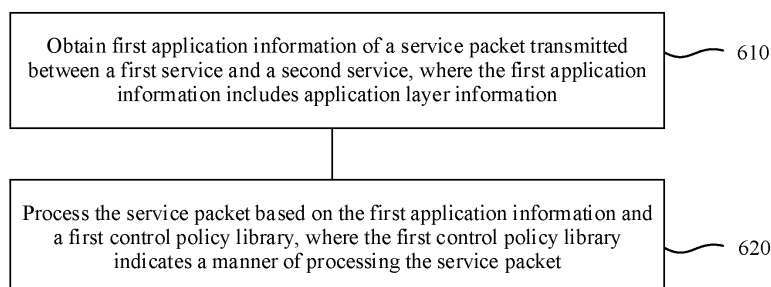 Obtain first application information of a service packet transmitted
between a first service and a second service, where the first application
information includes application layer information
610
Process the service packet based on the first application information and
a first control policy library, where the first control policy library
indicates a manner of processing the service packet
620